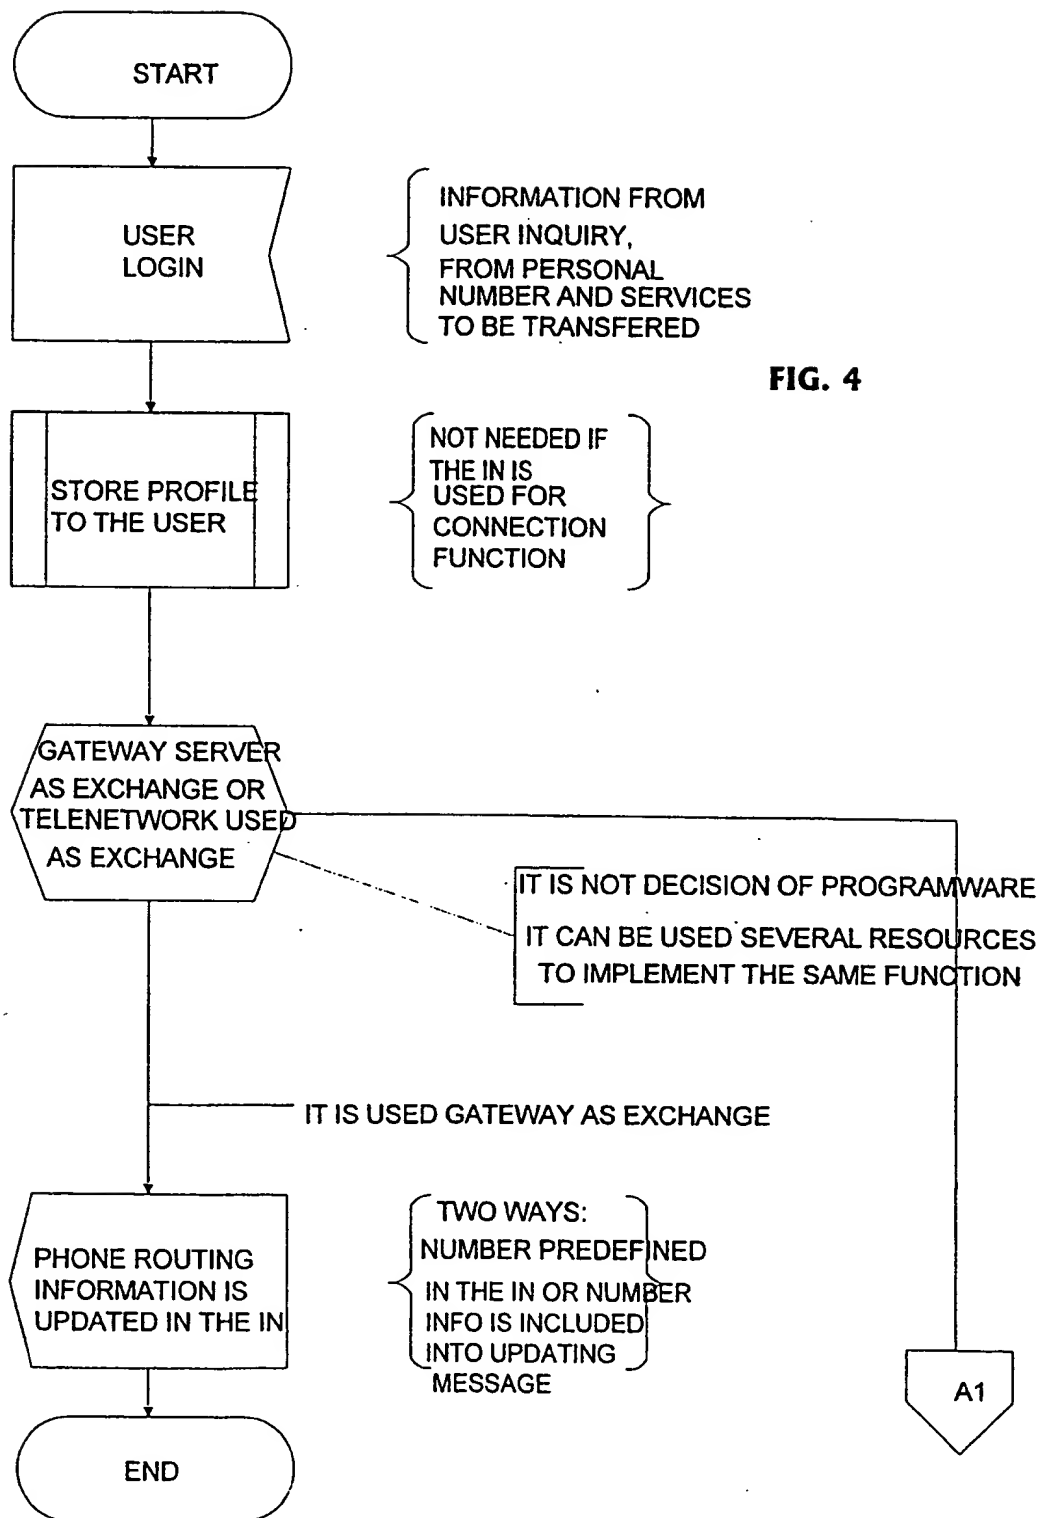 START
USER
LOGIN
INFORMATION FROM
USER INQUIRY,
FROM PERSONAL
NUMBER AND SERVICES
TO BE TRANSFERED
FIG. 4
STORE PROFILE
TO THE USER
NOT NEEDED IF
THE IN IS
USED FOR
CONNECTION
FUNCTION
GATEWAY SERVER
AS EXCHANGE OR
TELENETWORK USED
AS EXCHANGE
IT IS NOT DECISION OF PROGRAMWARE
IT CAN BE USED SEVERAL RESOURCES
TO IMPLEMENT THE SAME FUNCTION
IT IS USED GATEWAY AS EXCHANGE
PHONE ROUTING
INFORMATION IS
UPDATED IN THE IN
TWO WAYS:
NUMBER PREDEFINED
IN THE IN OR NUMBER
INFO IS INCLUDED
INTO UPDATING
MESSAGE
A1
END